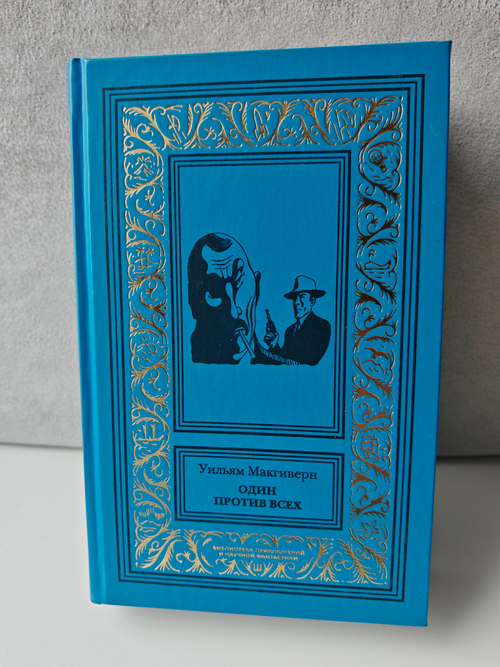 Уильям Макгиверн
ОДИН
ПРОТИВ ВСЕХ
БИБЛИОТЕКА ПРИКЛЮЧЕНИЙ
И НАУЧНОЙ ФАНТАСТИКИ
Ш